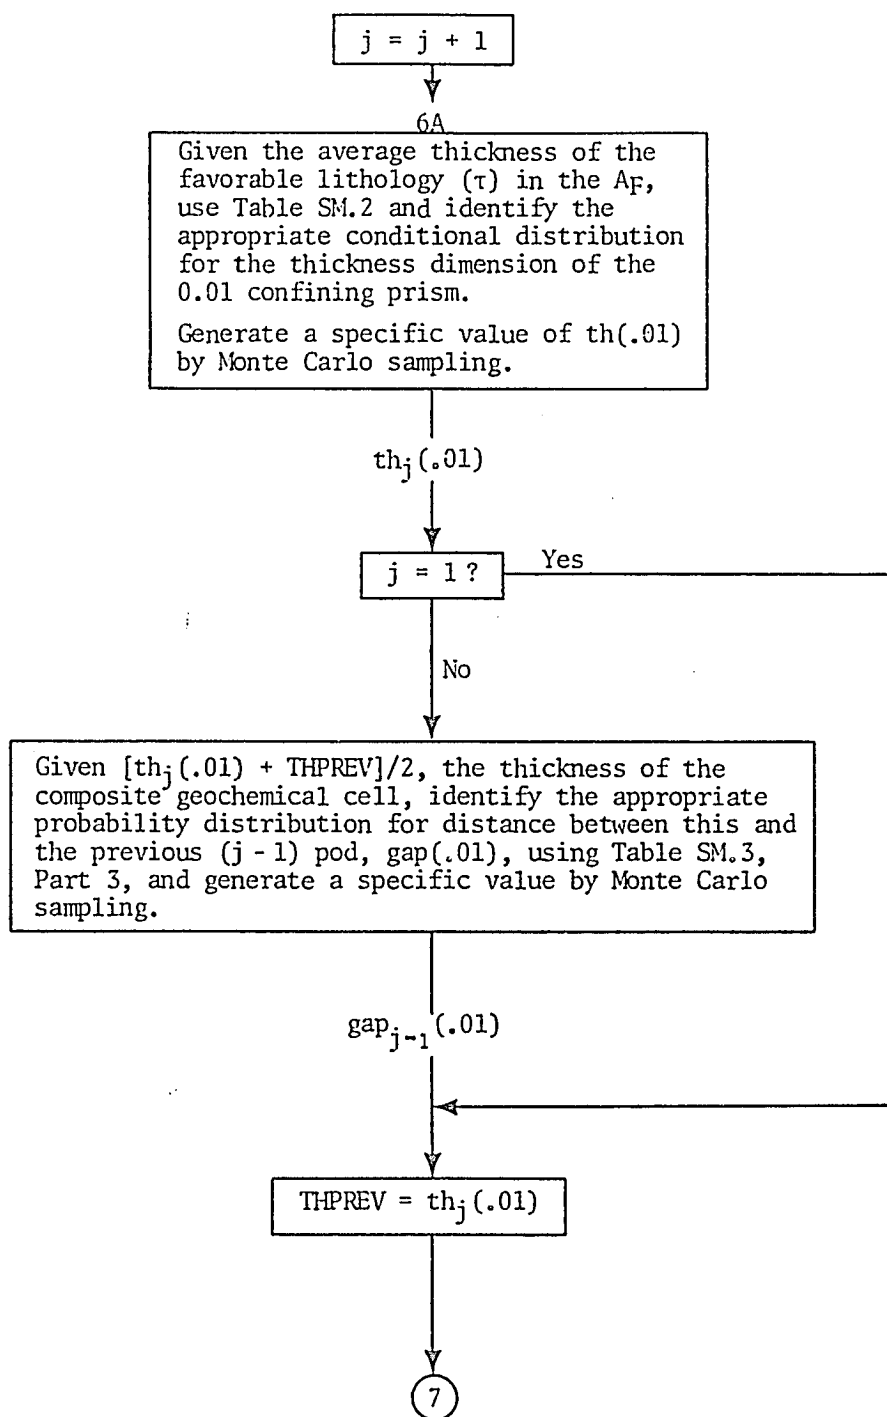 j = j + 1
6A
Given the average thickness of the
favorable lithology (τ) in the A_F,
use Table SM.2 and identify the
appropriate conditional distribution
for the thickness dimension of the
0.01 confining prism.
Generate a specific value of th(.01)
by Monte Carlo sampling.
th_j(.01)
j = 1 ?
Yes
No
Given [th_j(.01) + THPREV]/2, the thickness of the
composite geochemical cell, identify the appropriate
probability distribution for distance between this and
the previous (j - 1) pod, gap(.01), using Table SM.3,
Part 3, and generate a specific value by Monte Carlo
sampling.
gap_{j-1}(.01)
THPREV = th_j(.01)
7